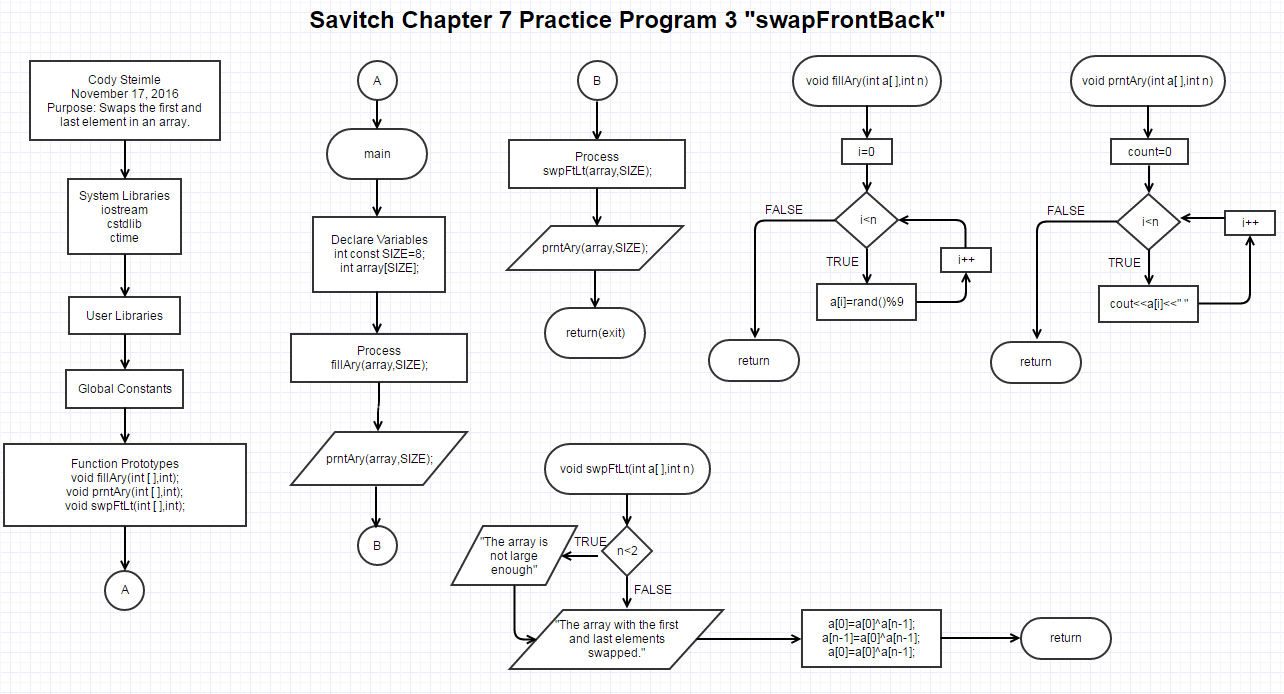 Savitch Chapter 7 Practice Program 3 "swapFrontBack"
Cody Steimle
November 17, 2016
Purpose: Swaps the first and
last element in an array.
System Libraries
iostream
cstdlib
ctime
User Libraries
Global Constants
Function Prototypes
void fillAry(int [ ],int);
void prntAry(int [ ],int);
void swpFtLt(int [ ],int);
A
A
main
Declare Variables
int const SIZE=8;
int array[SIZE];
Process
fillAry(array,SIZE);
prntAry(array,SIZE);
B
B
Process
swpFtLt(array,SIZE);
prntAry(array,SIZE);
return(exit)
void fillAry(int a[ ],int n)
i=0
i<n
FALSE
TRUE
i++
a[i]=rand()%9
return
void prntAry(int a[ ],int n)
count=0
i<n
FALSE
TRUE
i++
cout<<a[i]<<" "
return
void swpFtLt(int a[ ],int n)
n<2
TRUE
"The array is
not large
enough"
FALSE
"The array with the first
and last elements
swapped."
a[0]=a[0]^a[n-1];
a[n-1]=a[0]^a[n-1];
a[0]=a[0]^a[n-1];
return